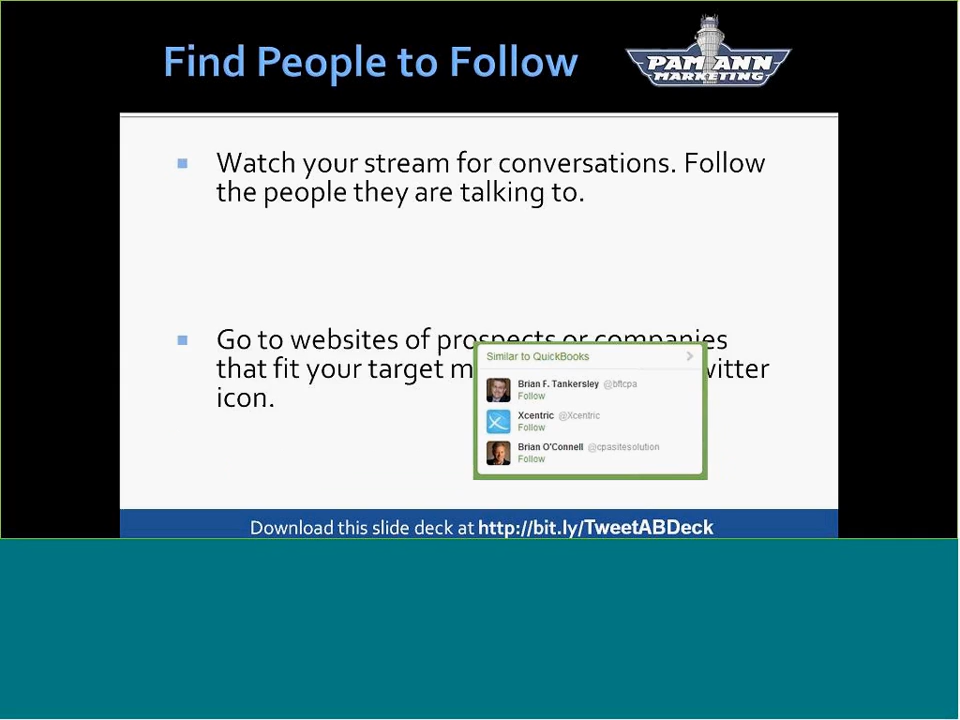 Find People to Follow
PAM ANN
MARKETING
Watch your stream for conversations. Follow
the people they are talking to.
Go to websites of prospects or companies
that fit your target m witter
icon.
Similar to QuickBooks
Brian F. Tankersley @bftcpa
Follow
Xcentric @Xcentric
Follow
Brian O'Connell @cpasitesolution
Follow
Download this slide deck at http://bit.ly/TweetABDeck